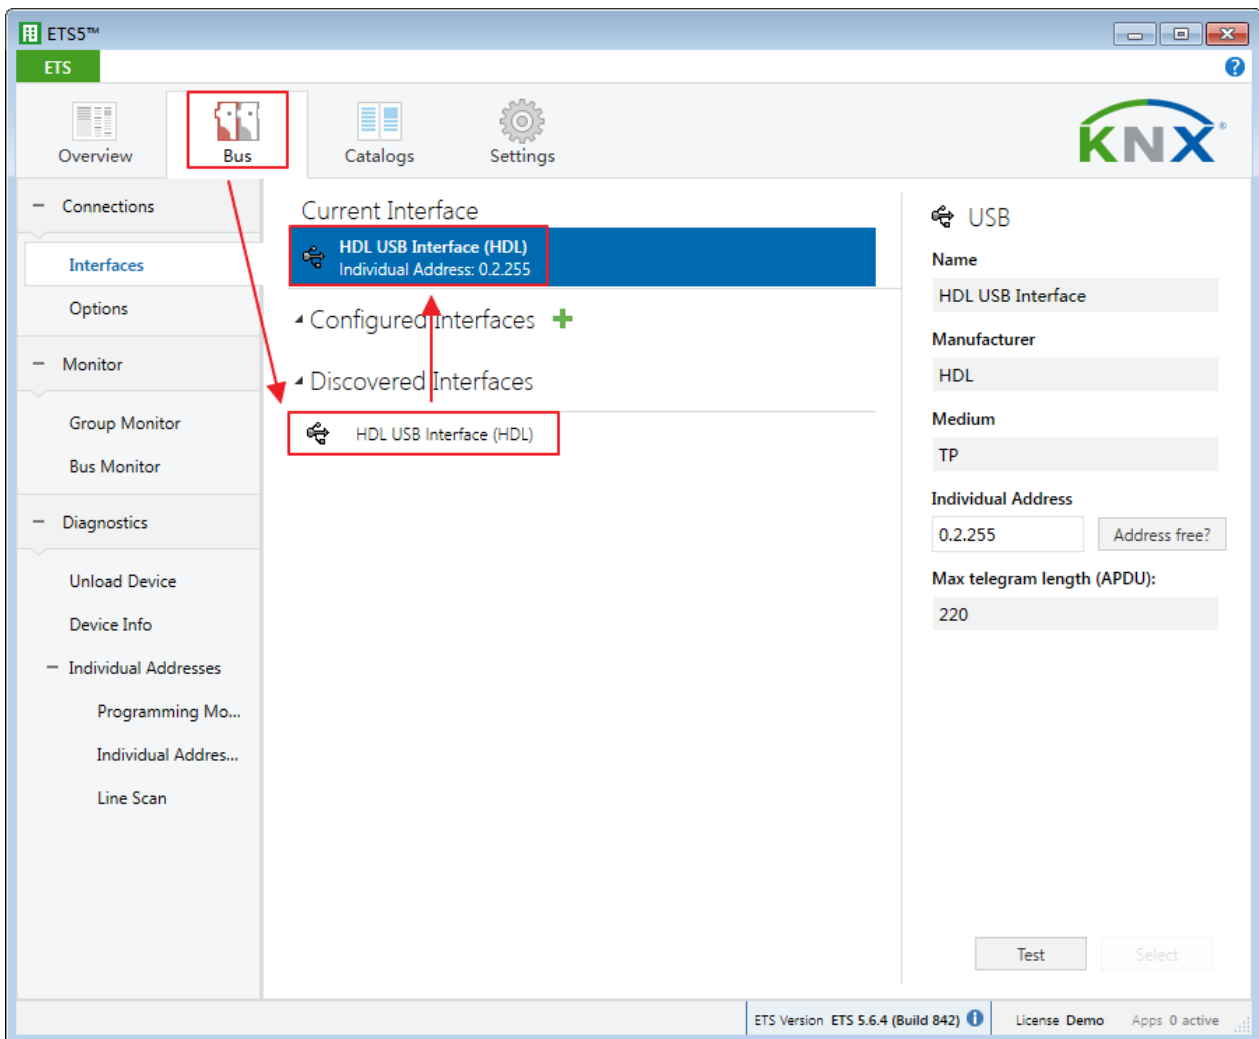 ETS5™
ETS
Overview
Bus
Catalogs
Settings
KNX®
Connections
Interfaces
Options
Monitor
Group Monitor
Bus Monitor
Diagnostics
Unload Device
Device Info
Individual Addresses
Programming Mo...
Individual Addres...
Line Scan
Current Interface
HDL USB Interface (HDL)
Individual Address: 0.2.255
Configured Interfaces
Discovered Interfaces
HDL USB Interface (HDL)
USB
Name
HDL USB Interface
Manufacturer
HDL
Medium
TP
Individual Address
0.2.255 Address free?
Max telegram length (APDU):
220
Test Select
ETS Version ETS 5.6.4 (Build 842) License Demo Apps 0 active